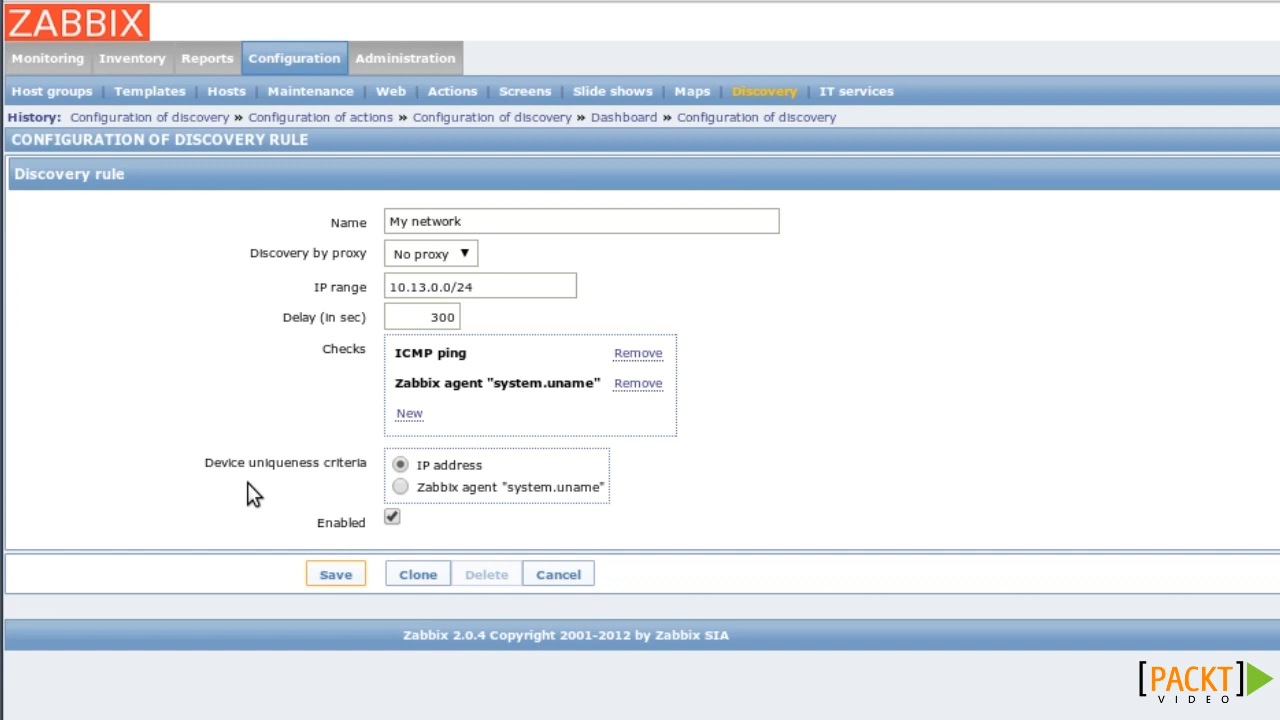 ZABBIX
Monitoring Inventory Reports Configuration Administration
Host groups | Templates | Hosts | Maintenance | Web | Actions | Screens | Slide shows | Maps | Discovery | IT services
History: Configuration of discovery » Configuration of actions » Configuration of discovery » Dashboard » Configuration of discovery
CONFIGURATION OF DISCOVERY RULE
Discovery rule
Name My network
Discovery by proxy No proxy
IP range 10.13.0.0/24
Delay (in sec) 300
Checks ICMP ping Remove
Zabbix agent "system.uname" Remove
New
Device uniqueness criteria IP address
Zabbix agent "system.uname"
Enabled
Save Clone Delete Cancel
Zabbix 2.0.4 Copyright 2001-2012 by Zabbix SIA
[PACKT]
VIDEO